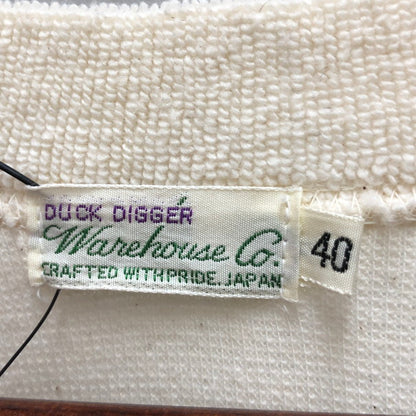 DUCK DIGGER
Warehouse Co.
CRAFTED WITH PRIDE. JAPAN
40